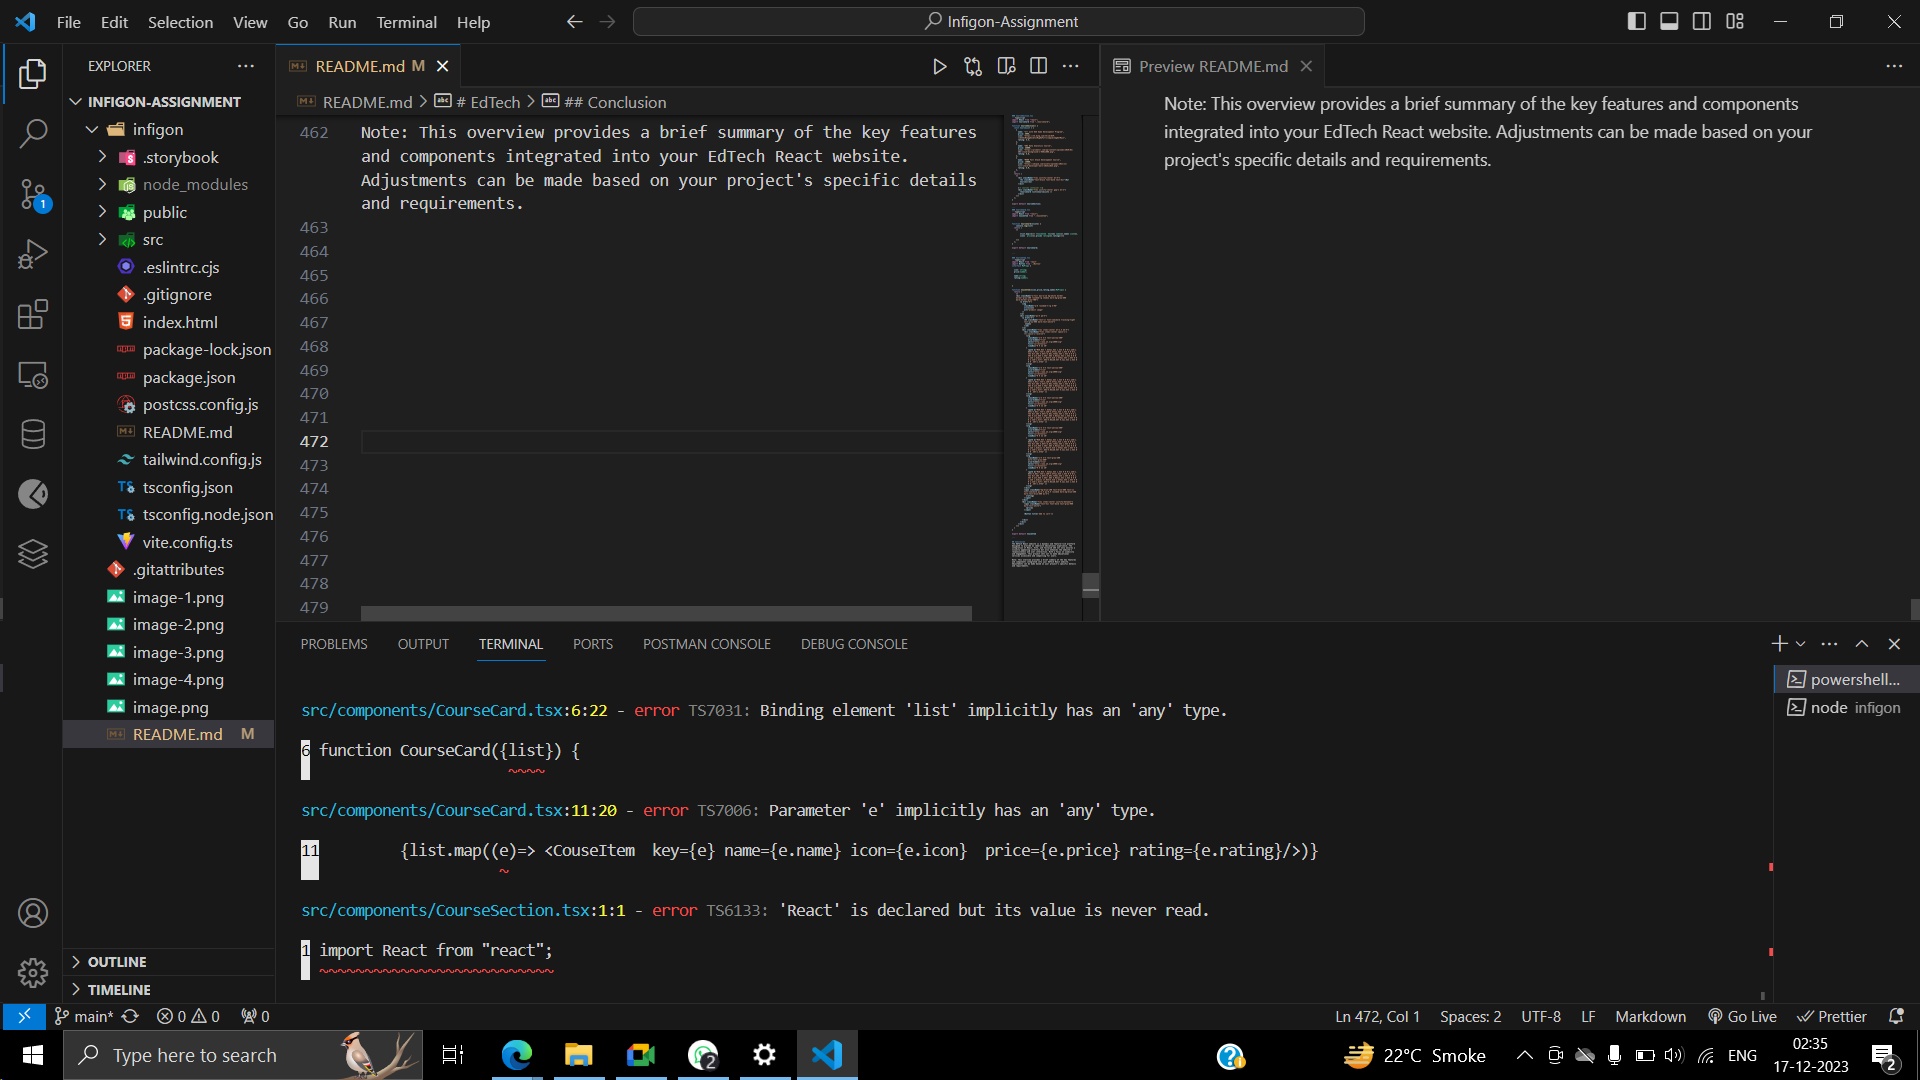 File Edit Selection View Go Run Terminal Help
Infigon-Assignment
EXPLORER
INFIGON-ASSIGNMENT
infigon
.storybook
node_modules
public
src
.eslintrc.cjs
.gitignore
index.html
package-lock.json
package.json
postcss.config.js
README.md
tailwind.config.js
tsconfig.json
tsconfig.node.json
vite.config.ts
.gitattributes
image-1.png
image-2.png
image-3.png
image-4.png
image.png
README.md M
OUTLINE
TIMELINE
1
README.md M
README.md > # EdTech > ## Conclusion
462 Note: This overview provides a brief summary of the key features
and components integrated into your EdTech React website.
Adjustments can be made based on your project's specific details
and requirements.
463
464
465
466
467
468
469
470
471
472
473
474
475
476
477
478
479
Preview README.md
Note: This overview provides a brief summary of the key features and components
integrated into your EdTech React website. Adjustments can be made based on your
project's specific details and requirements.
PROBLEMS OUTPUT TERMINAL PORTS POSTMAN CONSOLE DEBUG CONSOLE
src/components/CourseCard.tsx:6:22 - error TS7031: Binding element 'list' implicitly has an 'any' type.
6 function CourseCard({list}) {
~~~~
src/components/CourseCard.tsx:11:20 - error TS7006: Parameter 'e' implicitly has an 'any' type.
11 {list.map((e)=> <CouseItem key={e} name={e.name} icon={e.icon} price={e.price} rating={e.rating}/>)}
~
src/components/CourseSection.tsx:1:1 - error TS6133: 'React' is declared but its value is never read.
1 import React from "react";
~~~~~~~~~~~~~~~~~~~~~~~~~~
powershell...
node infigon
main* 0 0 0
Ln 472, Col 1 Spaces: 2 UTF-8 LF Markdown Go Live Prettier
Type here to search
2
22°C Smoke
ENG
02:35
17-12-2023
2